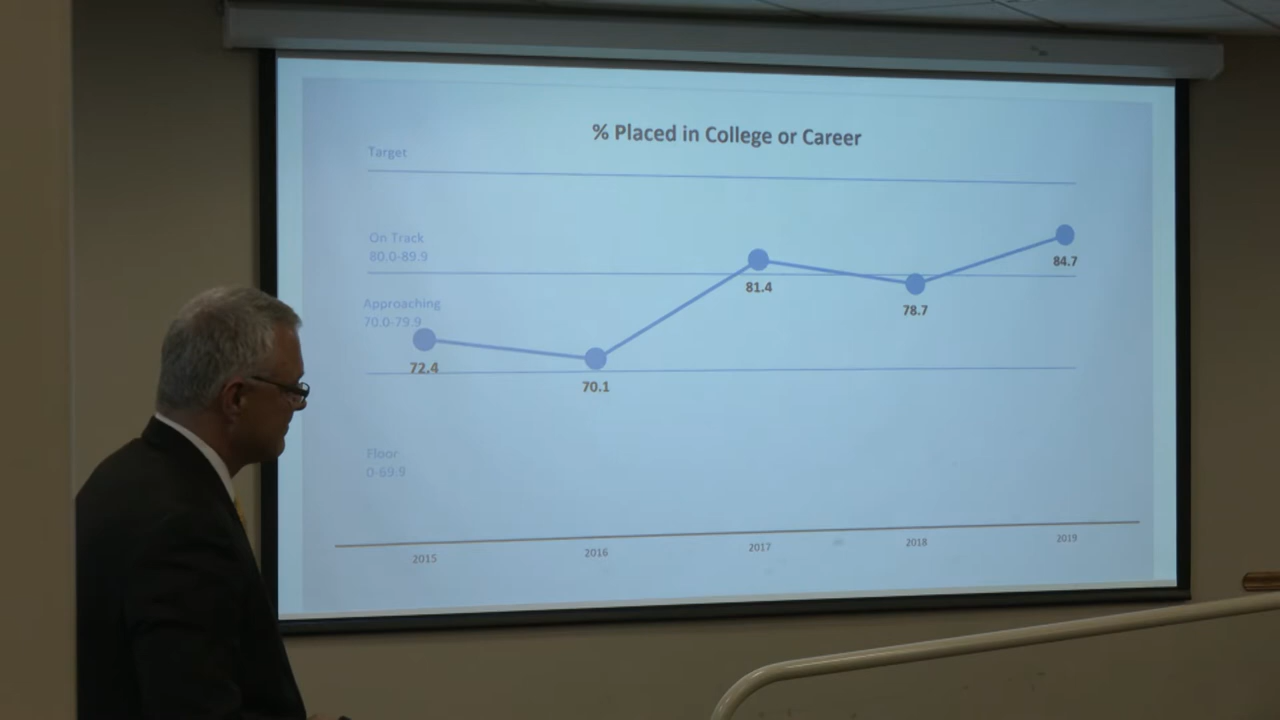 % Placed in College or Career
Target
On Track
80.0-89.9
Approaching
70.0-79.9
72.4
70.1
81.4
78.7
84.7
Floor
0-69.9
2015
2016
2017
2018
2019